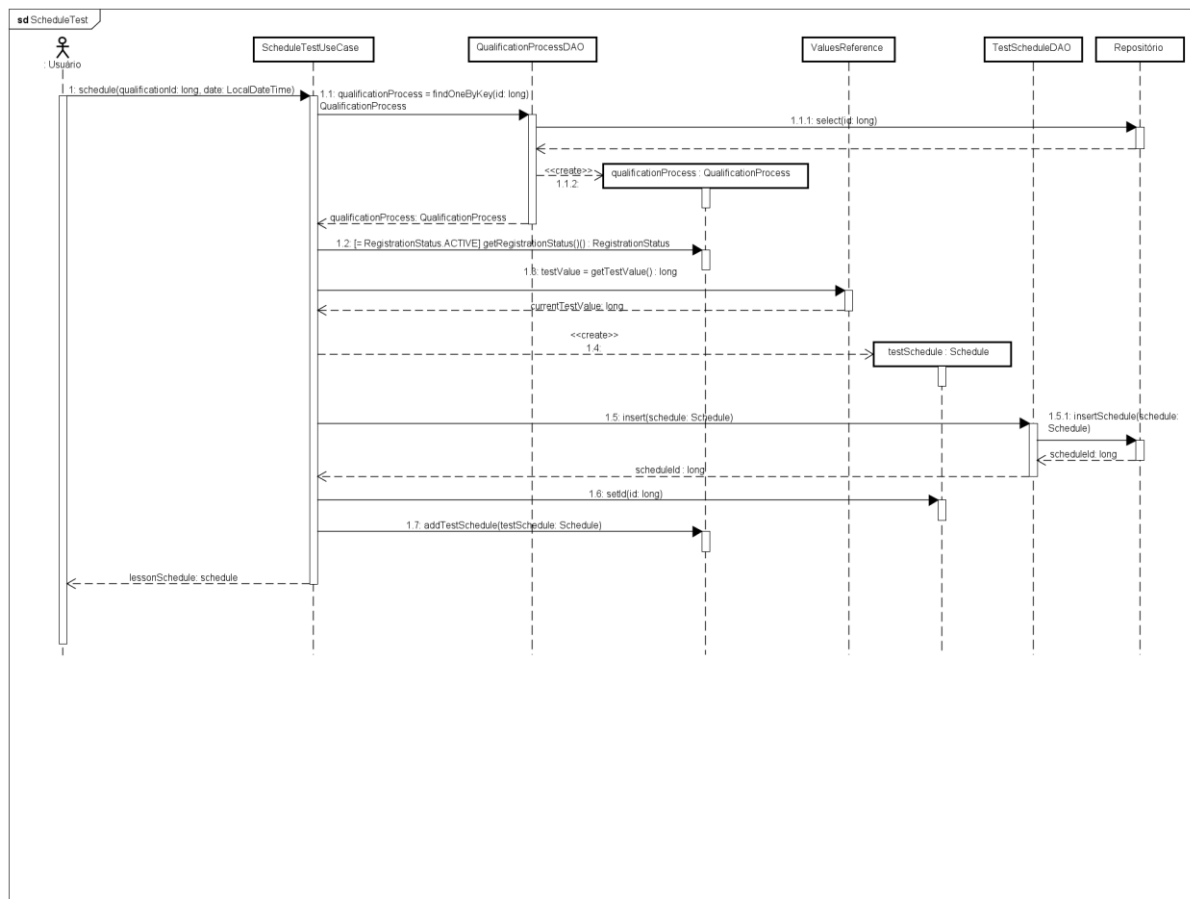 sd ScheduleTest
: Usuário
ScheduleTestUseCase
QualificationProcessDAO
ValuesReference
TestScheduleDAO
Repositório
1: schedule(qualificationId: long, date: LocalDateTime)
1.1: qualificationProcess = findOneByKey(id: long)
QualificationProcess
1.1.1: select(id: long)
<<create>>
1.1.2:
qualificationProcess : QualificationProcess
qualificationProcess: QualificationProcess
1.2: [= RegistrationStatus.ACTIVE] getRegistrationStatus()() : RegistrationStatus
1.3: testValue = getTestValue() : long
currentTestValue: long
<<create>>
1.4:
testSchedule : Schedule
1.5: insert(schedule: Schedule)
1.5.1: insertSchedule(schedule:
Schedule)
scheduleId: long
scheduleId : long
1.6: setId(id: long)
1.7: addTestSchedule(testSchedule: Schedule)
lessonSchedule: schedule